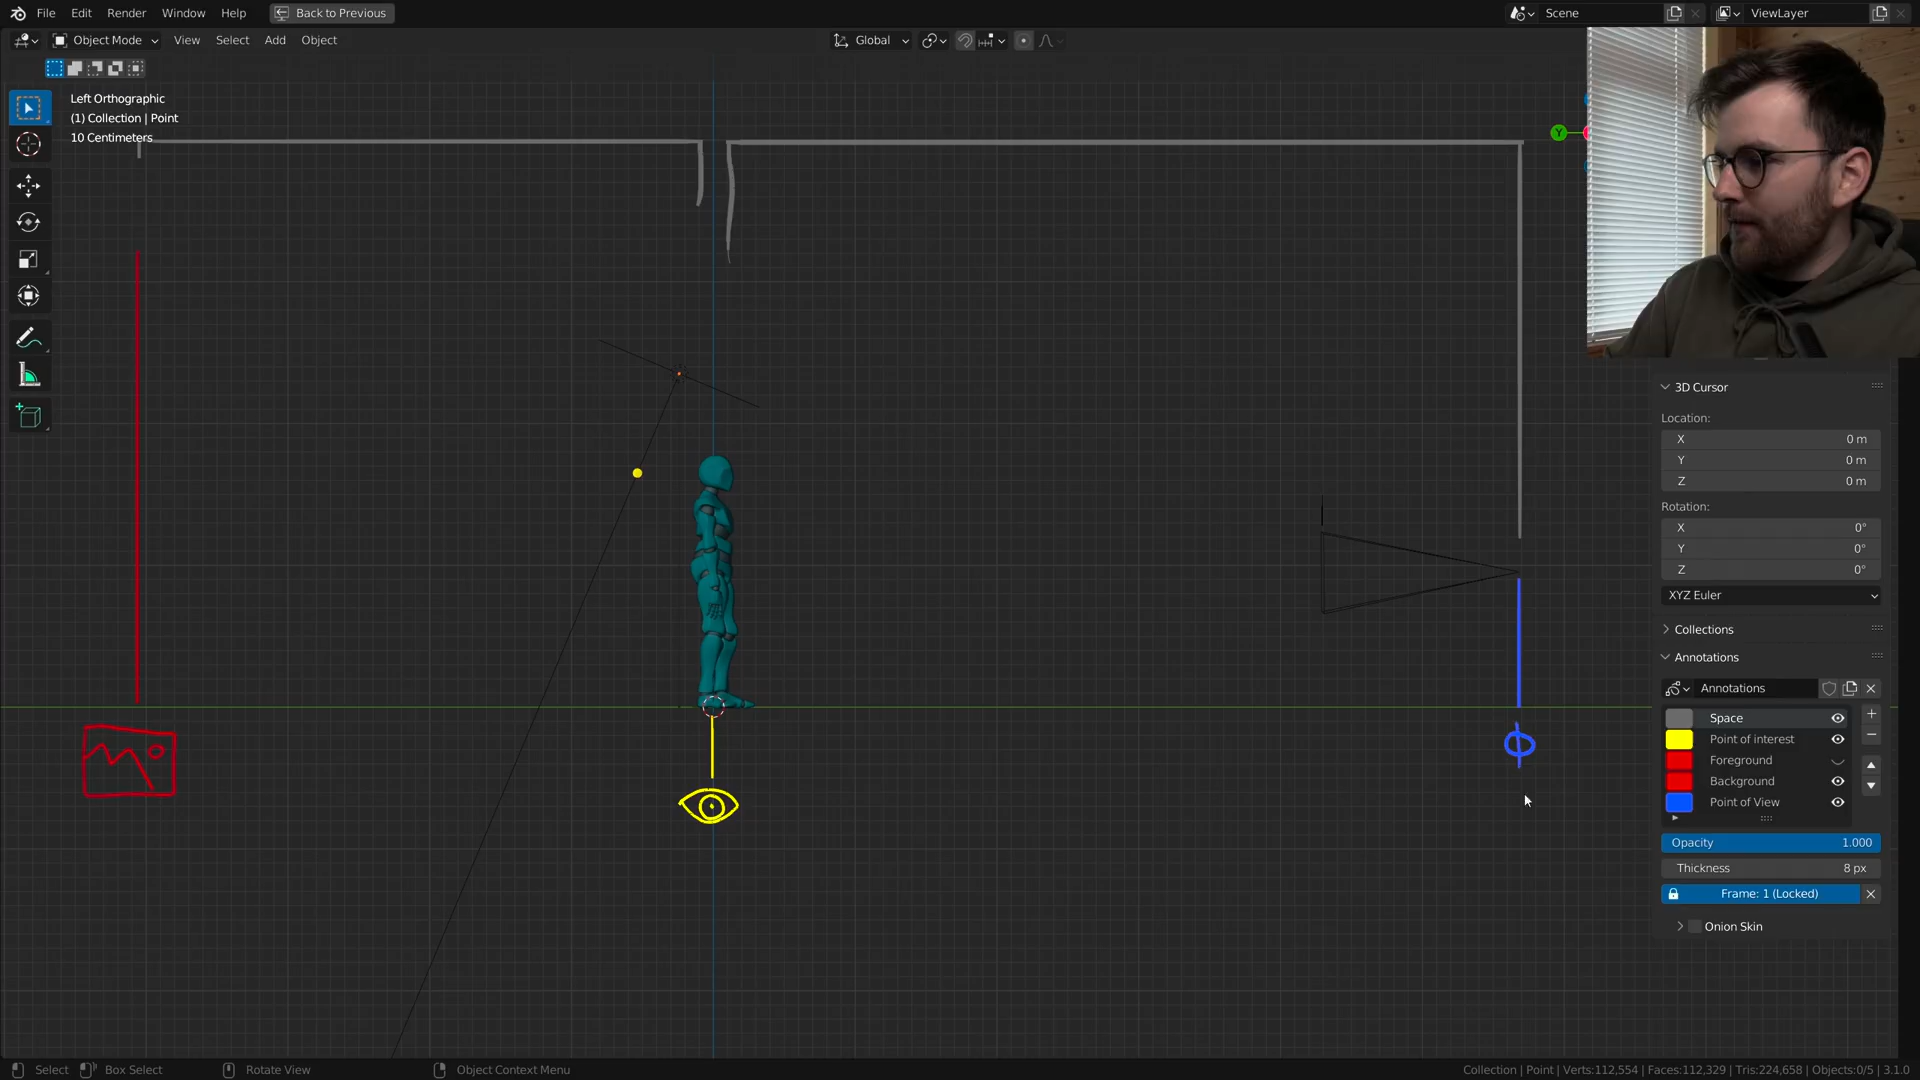 File Edit Render Window Help Back to Previous Scene ViewLayer
Object Mode View Select Add Object Global
Left Orthographic
(1) Collection | Point
10 Centimeters
Y
3D Cursor
Location:
X 0 m
Y 0 m
Z 0 m
Rotation:
X 0°
Y 0°
Z 0°
XYZ Euler
Collections
Annotations
Annotations
Space
Point of interest
Foreground
Background
Point of View
Opacity 1.000
Thickness 8 px
Frame: 1 (Locked)
Onion Skin
Select Box Select Rotate View Object Context Menu Collection | Point | Verts:112,554 | Faces:112,329 | Tris:224,658 | Objects:0/5 | 3.1.0